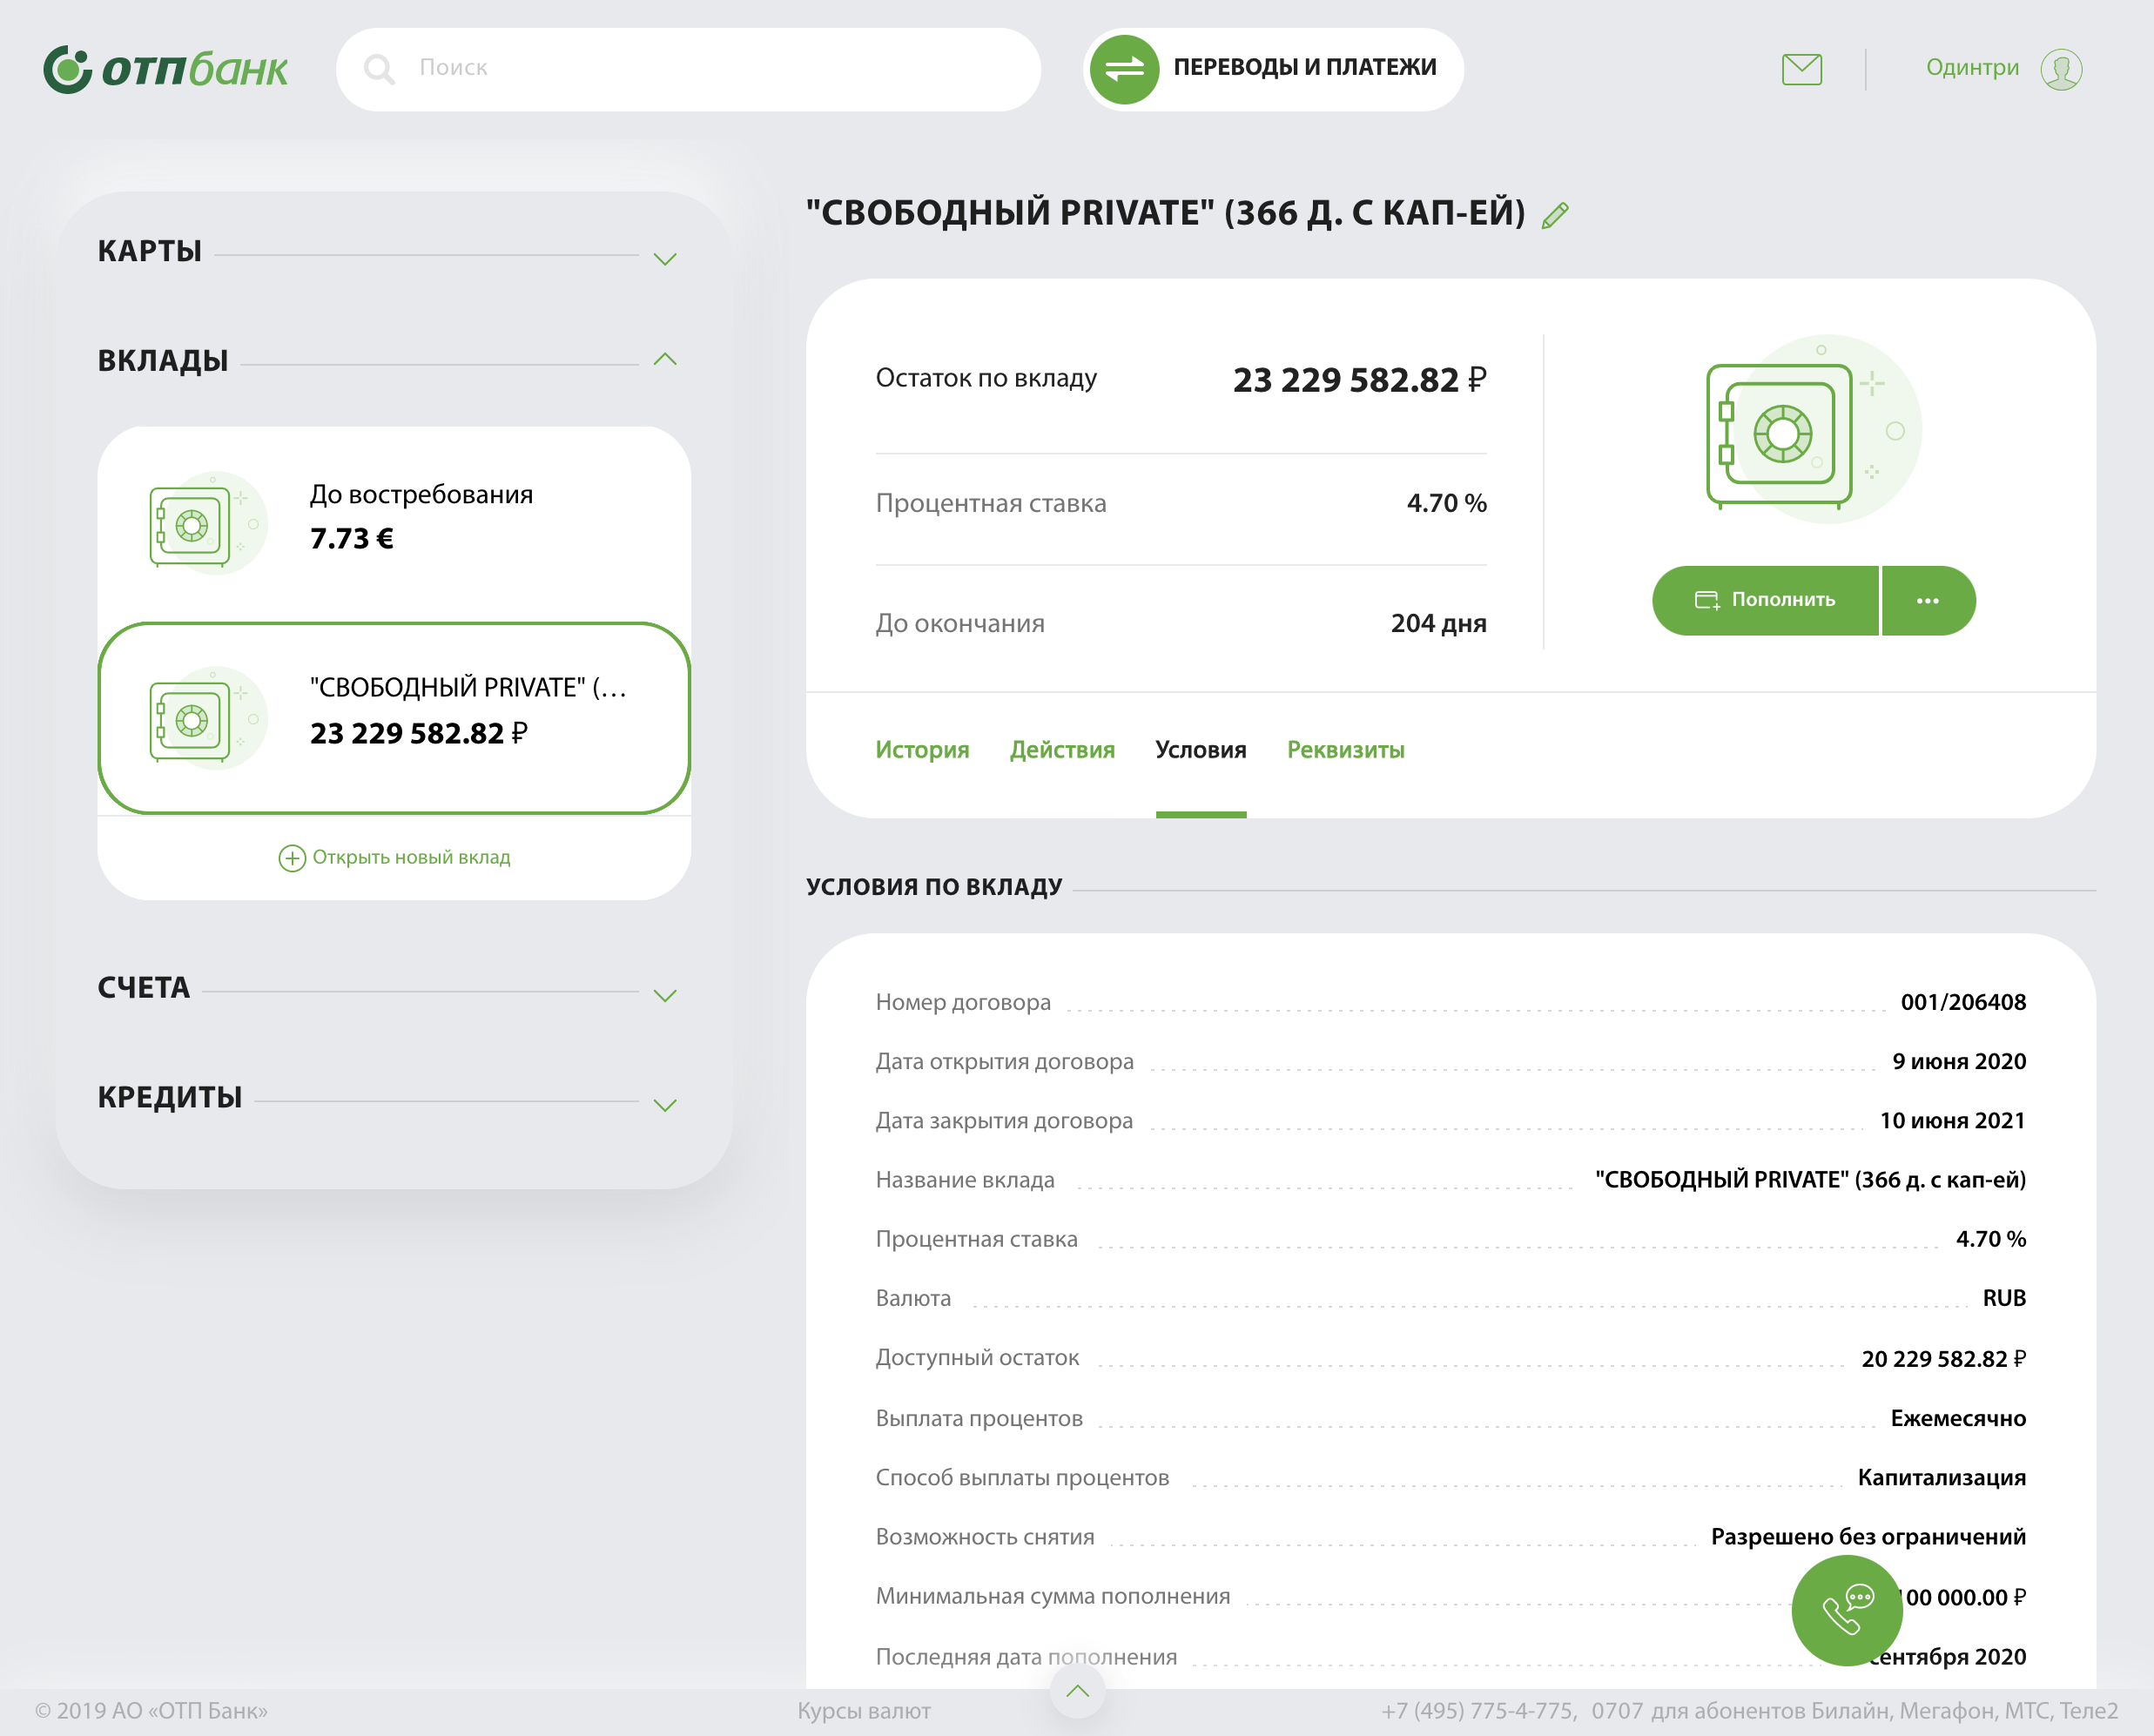 ОТПбанк
Поиск
ПЕРЕВОДЫ И ПЛАТЕЖИ
Одинтри
КАРТЫ
ВКЛАДЫ
До востребования
7.73 €
"СВОБОДНЫЙ PRIVATE" (...
23 229 582.82 ₽
Открыть новый вклад
СЧЕТА
КРЕДИТЫ
"СВОБОДНЫЙ PRIVATE" (366 Д. С КАП-ЕЙ)
Остаток по вкладу 23 229 582.82 ₽
Процентная ставка 4.70 %
До окончания 204 дня
Пополнить
История Действия Условия Реквизиты
УСЛОВИЯ ПО ВКЛАДУ
Номер договора 001/206408
Дата открытия договора 9 июня 2020
Дата закрытия договора 10 июня 2021
Название вклада "СВОБОДНЫЙ PRIVATE" (366 д. с кап-ей)
Процентная ставка 4.70 %
Валюта RUB
Доступный остаток 20 229 582.82 ₽
Выплата процентов Ежемесячно
Способ выплаты процентов Капитализация
Возможность снятия Разрешено без ограничений
Минимальная сумма пополнения 00 000.00 ₽
Последняя дата пополнения сентября 2020
© 2019 АО «ОТП Банк»
Курсы валют
+7 (495) 775-4-775, 0707 для абонентов Билайн, Мегафон, МТС, Теле2